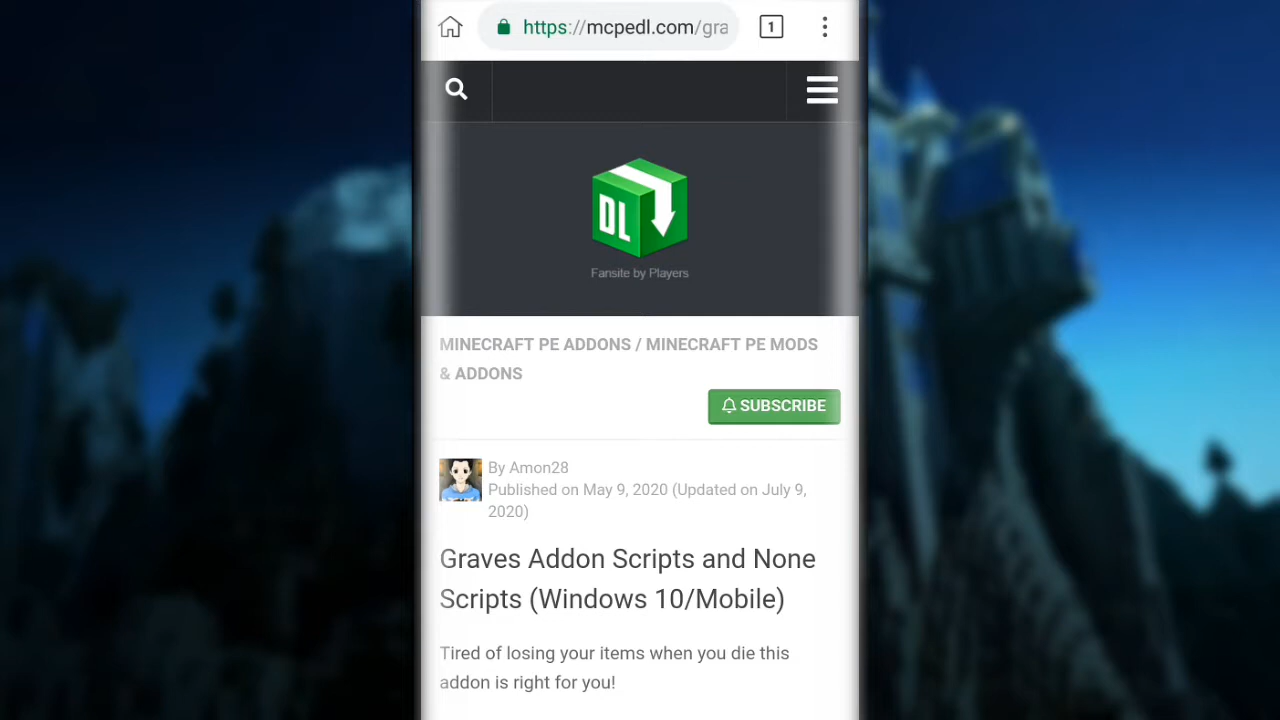 https://mcpedl.com/gra
1
DL
Fansite by Players
MINECRAFT PE ADDONS / MINECRAFT PE MODS
& ADDONS
SUBSCRIBE
By Amon28
Published on May 9, 2020 (Updated on July 9,
2020)
Graves Addon Scripts and None
Scripts (Windows 10/Mobile)
Tired of losing your items when you die this
addon is right for you!